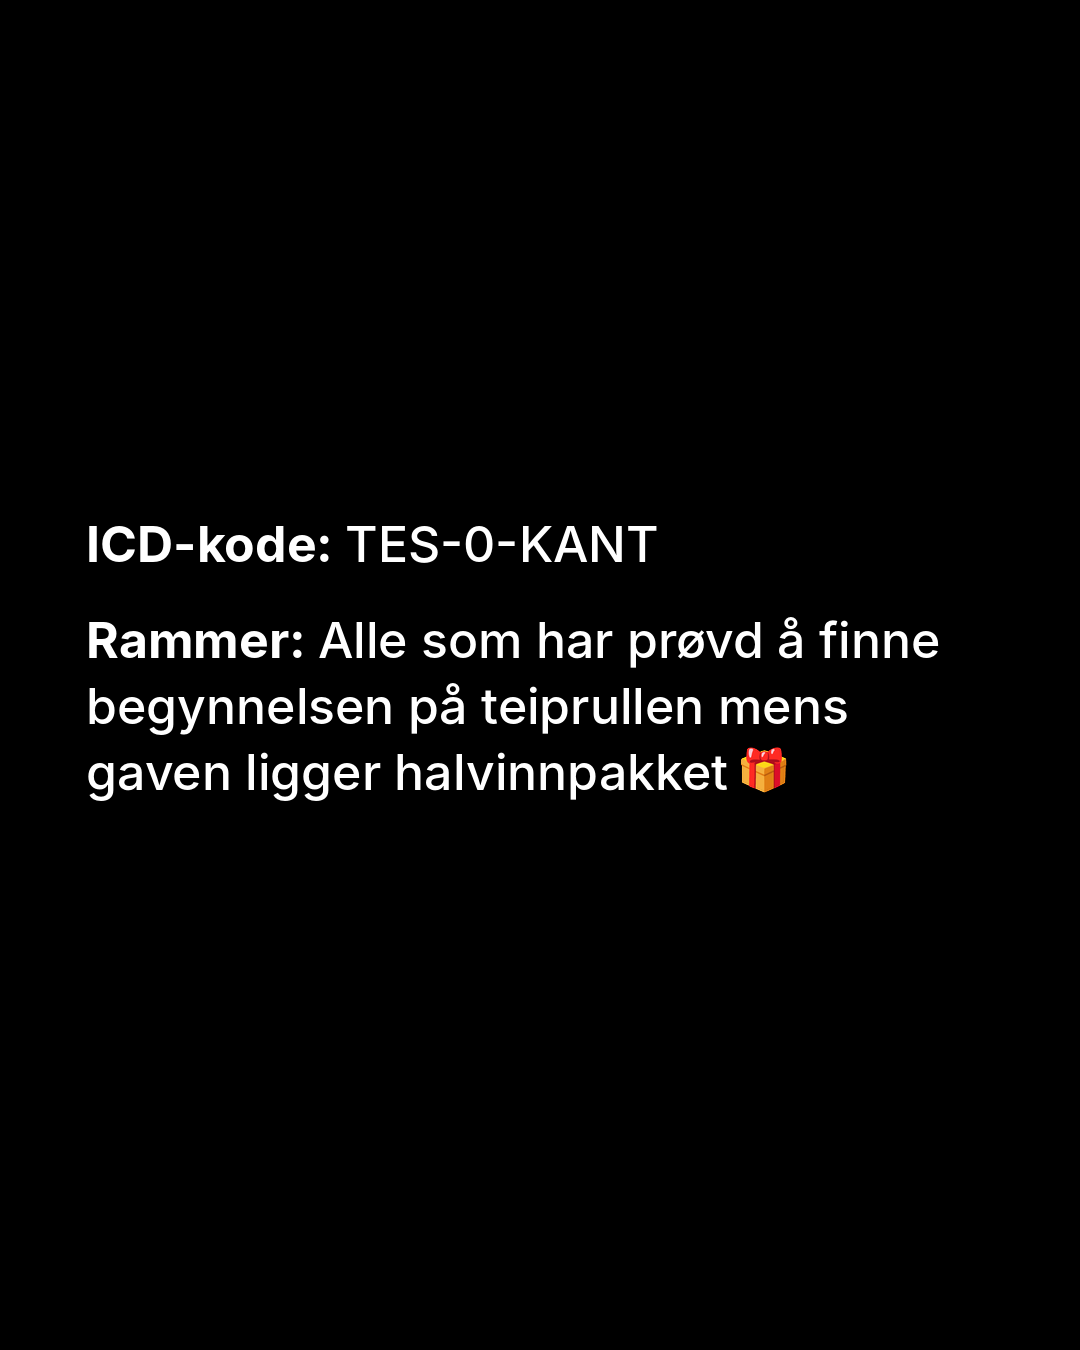 ICD-kode: TES-0-KANT
Rammer: Alle som har prøvd å finne
begynnelsen på teiprullen mens
gaven ligger halvinnpakket 🎁